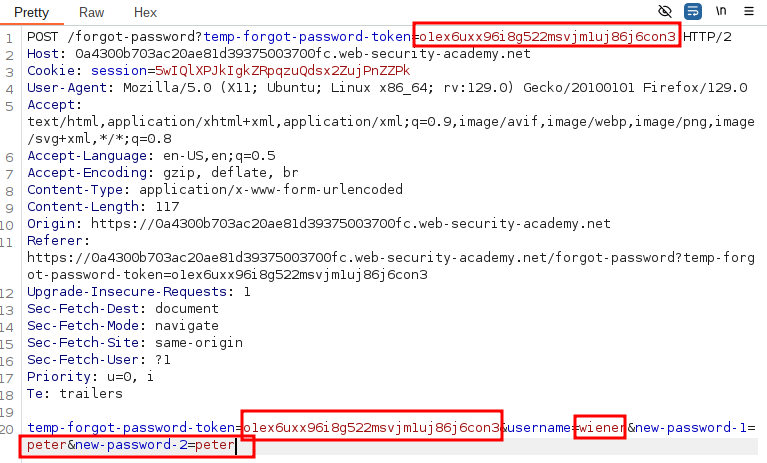 Pretty Raw Hex \n
1 POST /forgot-password?temp-forgot-password-token=o1ex6uxx96i8g522msvjm1uj86j6con3 HTTP/2
2 Host: 0a4300b703ac20ae81d39375003700fc.web-security-academy.net
3 Cookie: session=5wIQlXPJkIgkZRpqzuQdsx2ZujPnZZPk
4 User-Agent: Mozilla/5.0 (X11; Ubuntu; Linux x86_64; rv:129.0) Gecko/20100101 Firefox/129.0
5 Accept:
text/html,application/xhtml+xml,application/xml;q=0.9,image/avif,image/webp,image/png,image
/svg+xml,*/*;q=0.8
6 Accept-Language: en-US,en;q=0.5
7 Accept-Encoding: gzip, deflate, br
8 Content-Type: application/x-www-form-urlencoded
9 Content-Length: 117
10 Origin: https://0a4300b703ac20ae81d39375003700fc.web-security-academy.net
11 Referer:
https://0a4300b703ac20ae81d39375003700fc.web-security-academy.net/forgot-password?temp-forg
ot-password-token=o1ex6uxx96i8g522msvjm1uj86j6con3
12 Upgrade-Insecure-Requests: 1
13 Sec-Fetch-Dest: document
14 Sec-Fetch-Mode: navigate
15 Sec-Fetch-Site: same-origin
16 Sec-Fetch-User: ?1
17 Priority: u=0, i
18 Te: trailers
19
20 temp-forgot-password-token=o1ex6uxx96i8g522msvjm1uj86j6con3&username=wiener&new-password-1=
peter&new-password-2=peter